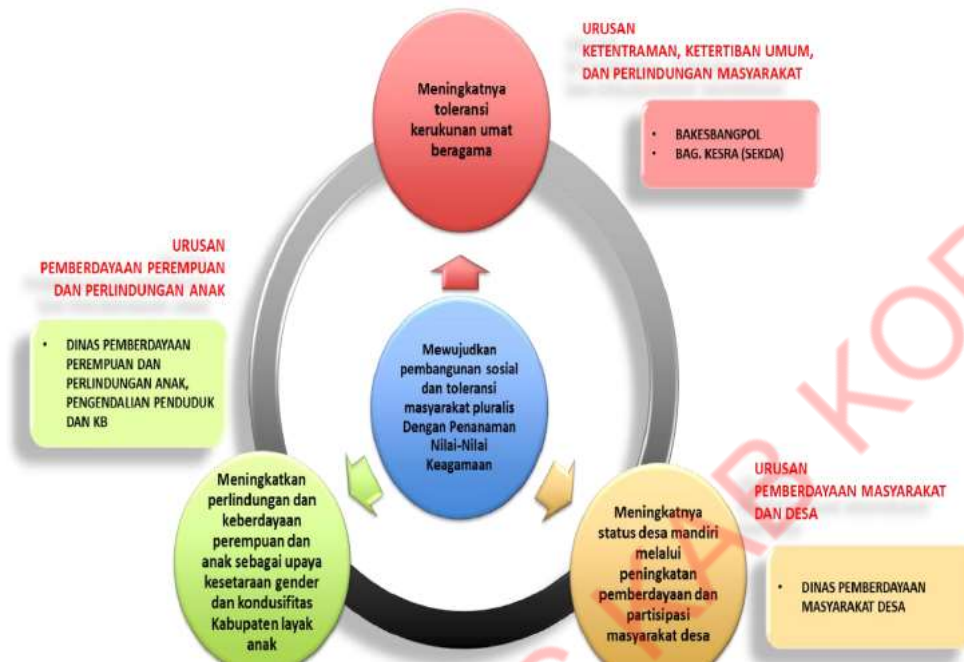 URUSAN
KETENTRAMAN, KETERTIBAN UMUM,
DAN PERLINDUNGAN MASYARAKAT
• BAKESBANGPOL
• BAG. KESRA (SEKDA)
Meningkatnya
toleransi
kerukunan umat
beragama
URUSAN
PEMBERDAYAAN PEREMPUAN
DAN PERLINDUNGAN ANAK
• DINAS PEMBERDAYAAN
PEREMPUAN DAN
PERLINDUNGAN ANAK,
PENGENDALIAN PENDUDUK
DAN KB
Mewujudkan
pembangunan sosial
dan toleransi
masyarakat pluralis
Dengan Penanaman
Nilai-Nilai
Keagamaan
Meningkatkan
perlindungan dan
keberdayaan
perempuan dan
anak sebagai upaya
kesetaraan gender
dan kondusifitas
Kabupaten layak
anak
Meningkatnya
status desa mandiri
melalui
peningkatan
pemberdayaan dan
partisipasi
masyarakat desa
URUSAN
PEMBERDAYAAN MASYARAKAT
DAN DESA
• DINAS PEMBERDAYAAN
MASYARAKAT DESA
KAB